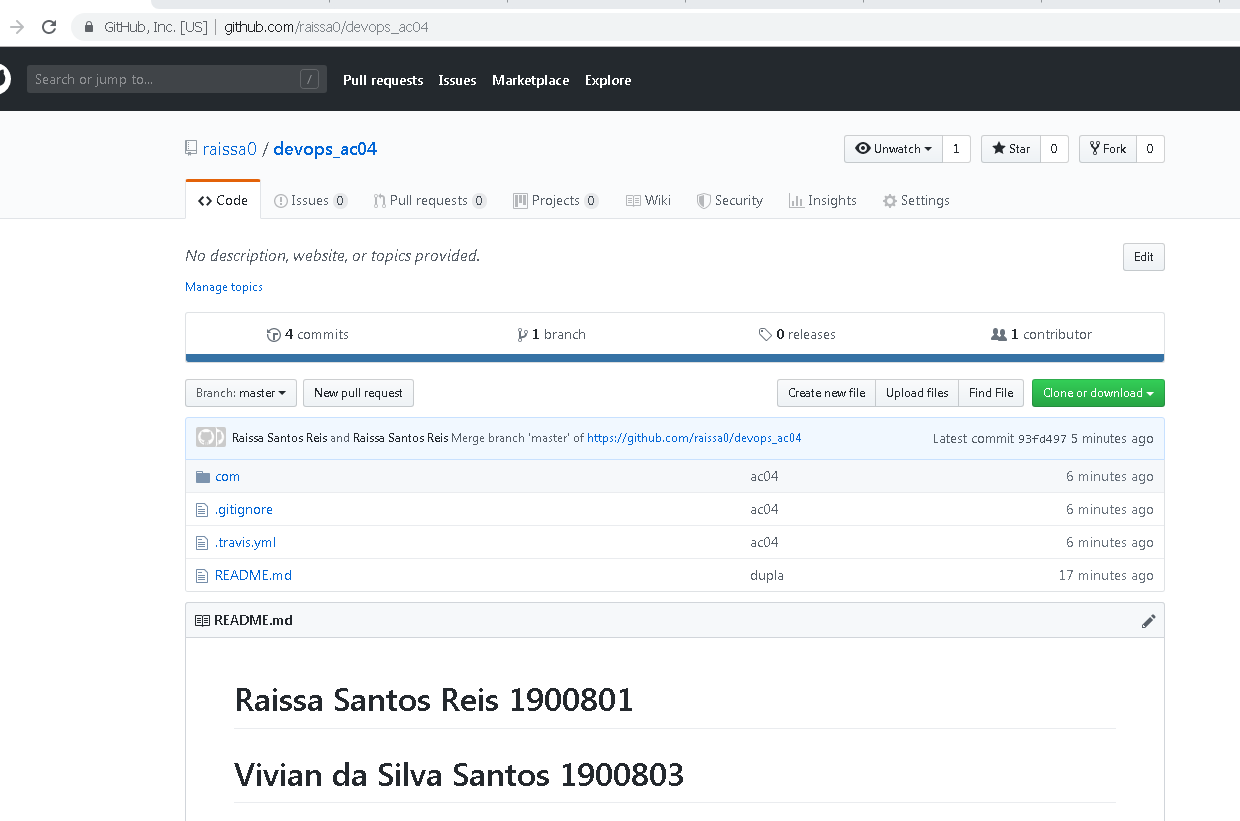 GitHub, Inc. [US] | github.com/raissa0/devops_ac04
Search or jump to... /
Pull requests Issues Marketplace Explore
raissa0 / devops_ac04
Unwatch 1 Star 0 Fork 0
Code Issues 0 Pull requests 0 Projects 0 Wiki Security Insights Settings
No description, website, or topics provided.
Edit
Manage topics
4 commits 1 branch 0 releases 1 contributor
Branch: master New pull request Create new file Upload files Find File Clone or download
Raissa Santos Reis and Raissa Santos Reis Merge branch 'master' of https://github.com/raissa0/devops_ac04 Latest commit 93fd497 5 minutes ago
com ac04 6 minutes ago
.gitignore ac04 6 minutes ago
.travis.yml ac04 6 minutes ago
README.md dupla 17 minutes ago
README.md
Raissa Santos Reis 1900801
Vivian da Silva Santos 1900803